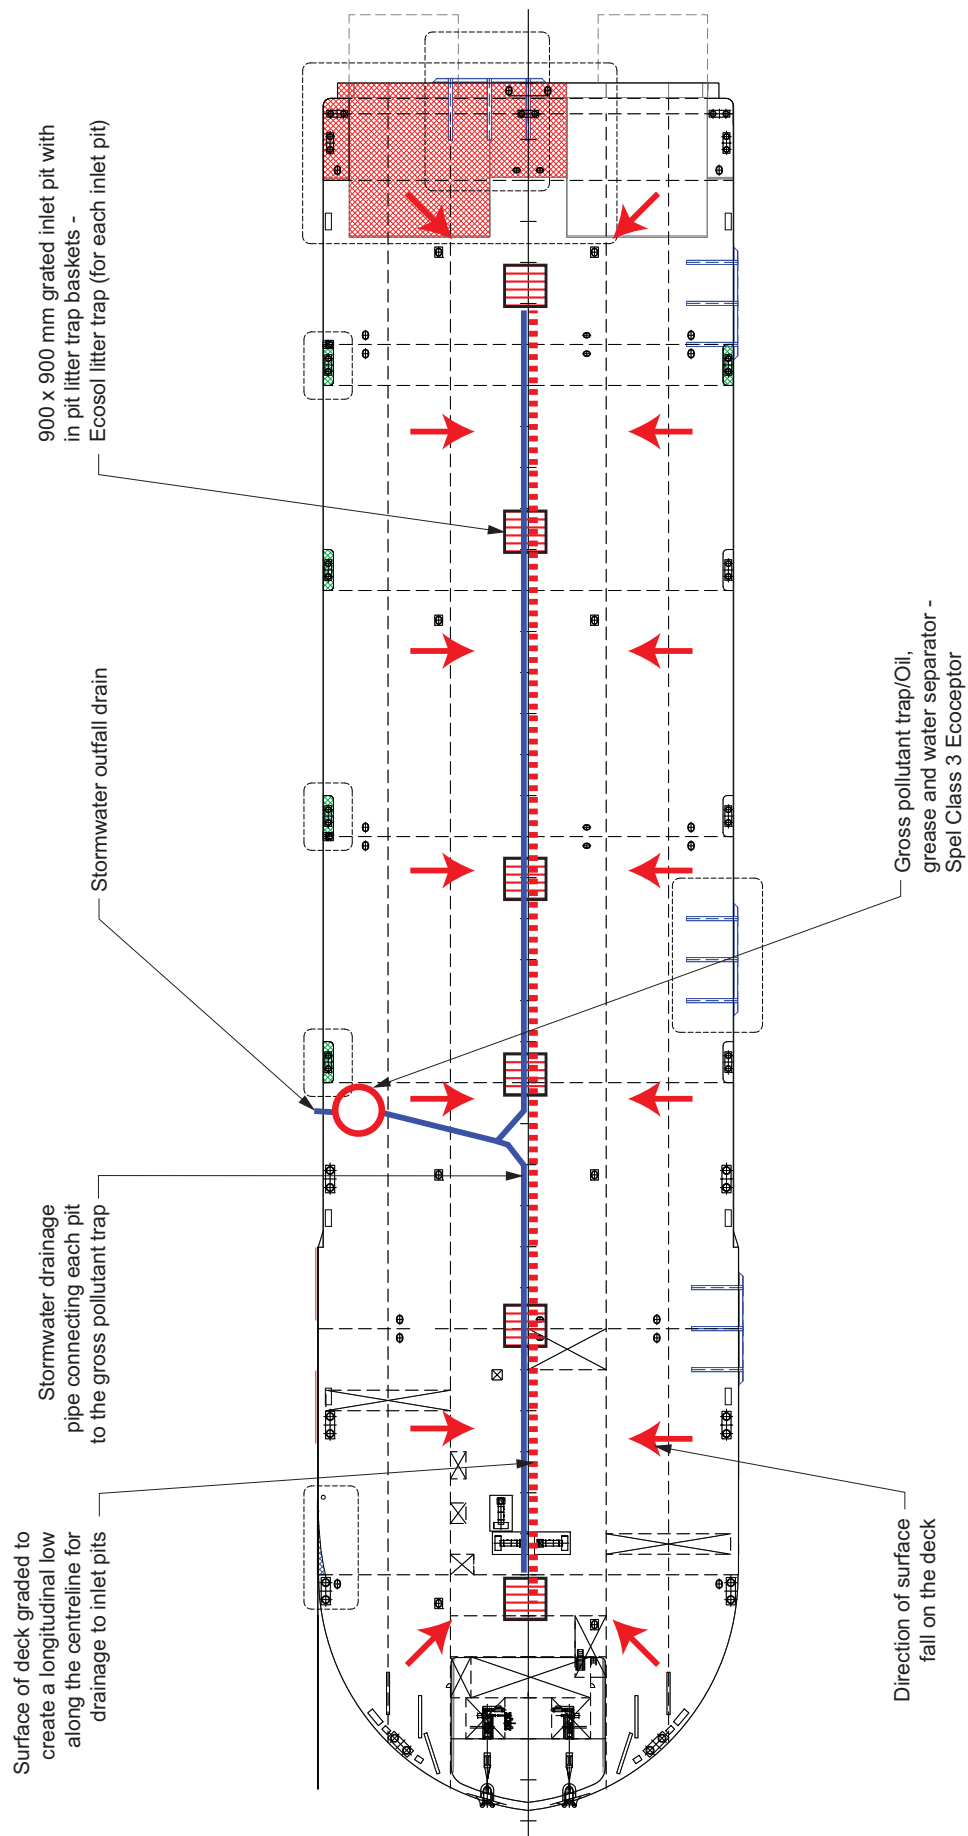 900 x 900 mm grated inlet pit with
in pit litter trap baskets -
Ecosol litter trap (for each inlet pit)
Stormwater outfall drain
Gross pollutant trap/Oil,
grease and water separator -
Spel Class 3 Ecoceptor
Stormwater drainage
pipe connecting each pit
to the gross pollutant trap
Surface of deck graded to
create a longitudinal low
along the centreline for
drainage to inlet pits
Direction of surface
fall on the deck